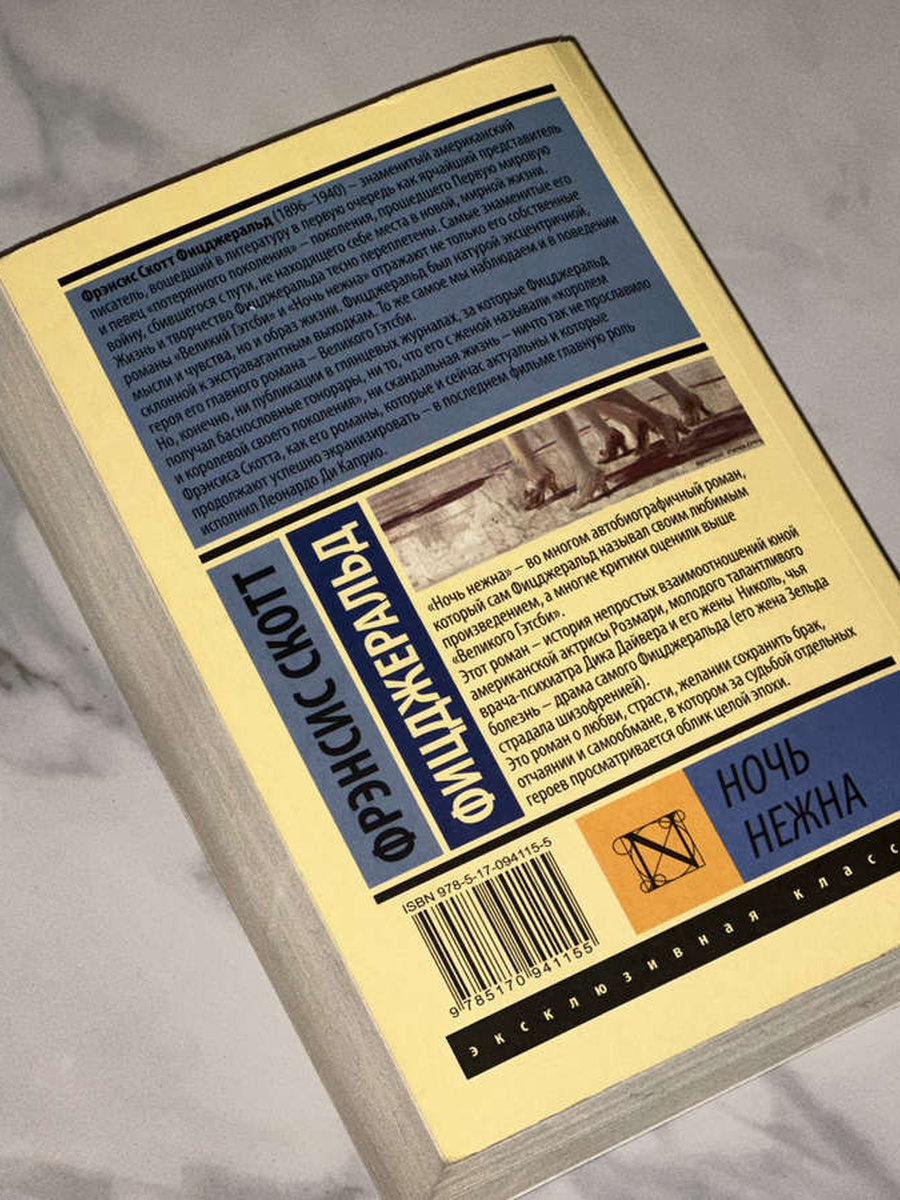 Фрэнсис Скотт Фицджеральд (1896–1940) – знаменитый американский
писатель, вошедший в литературу в первую очередь как ярчайший представитель
и певец «потерянного поколения» – поколения, прошедшего Первую мировую
войну, сбившегося с пути, не находящего себе места в новой, мирной жизни.
Жизнь и творчество Фицджеральда тесно переплетены. Самые знаменитые его
романы «Великий Гэтсби» и «Ночь нежна» отражают не только его собственные
мысли и чувства, но и образ жизни. Фицджеральд был натурой эксцентричной,
склонной к экстравагантным выходкам. То же самое мы наблюдаем и в поведении
героя его главного романа – Великого Гэтсби.
Но, конечно, ни публикации в глянцевых журналах, за которые Фицджеральд
получал баснословные гонорары, ни то, что его с женой называли «королем
и королевой своего поколения», ни скандальная жизнь – ничто так не прославило
Фрэнсиса Скотта, как его романы, которые и сейчас актуальны и которые
продолжают успешно экранизировать – в последнем фильме главную роль
исполнил Леонардо Ди Каприо.
ФРЭНСИС СКОТТ
ФИЦДЖЕРАЛЬД
«Ночь нежна» – во многом автобиографичный роман,
который сам Фицджеральд называл своим любимым
произведением, а многие критики оценили выше
«Великого Гэтсби».
Этот роман – история непростых взаимоотношений юной
американской актрисы Розмари, молодого талантливого
врача-психиатра Дика Дайвера и его жены Николь, чья
болезнь – драма самого Фицджеральда (его жена Зельда
страдала шизофренией).
Это роман о любви, страсти, желании сохранить брак,
отчаянии и самообмане, в котором за судьбой отдельных
героев просматривается облик целой эпохи.
ISBN 978-5-17-094115-5
9 785170 941155
N
НОЧЬ
НЕЖНА
эксклюзивная класс